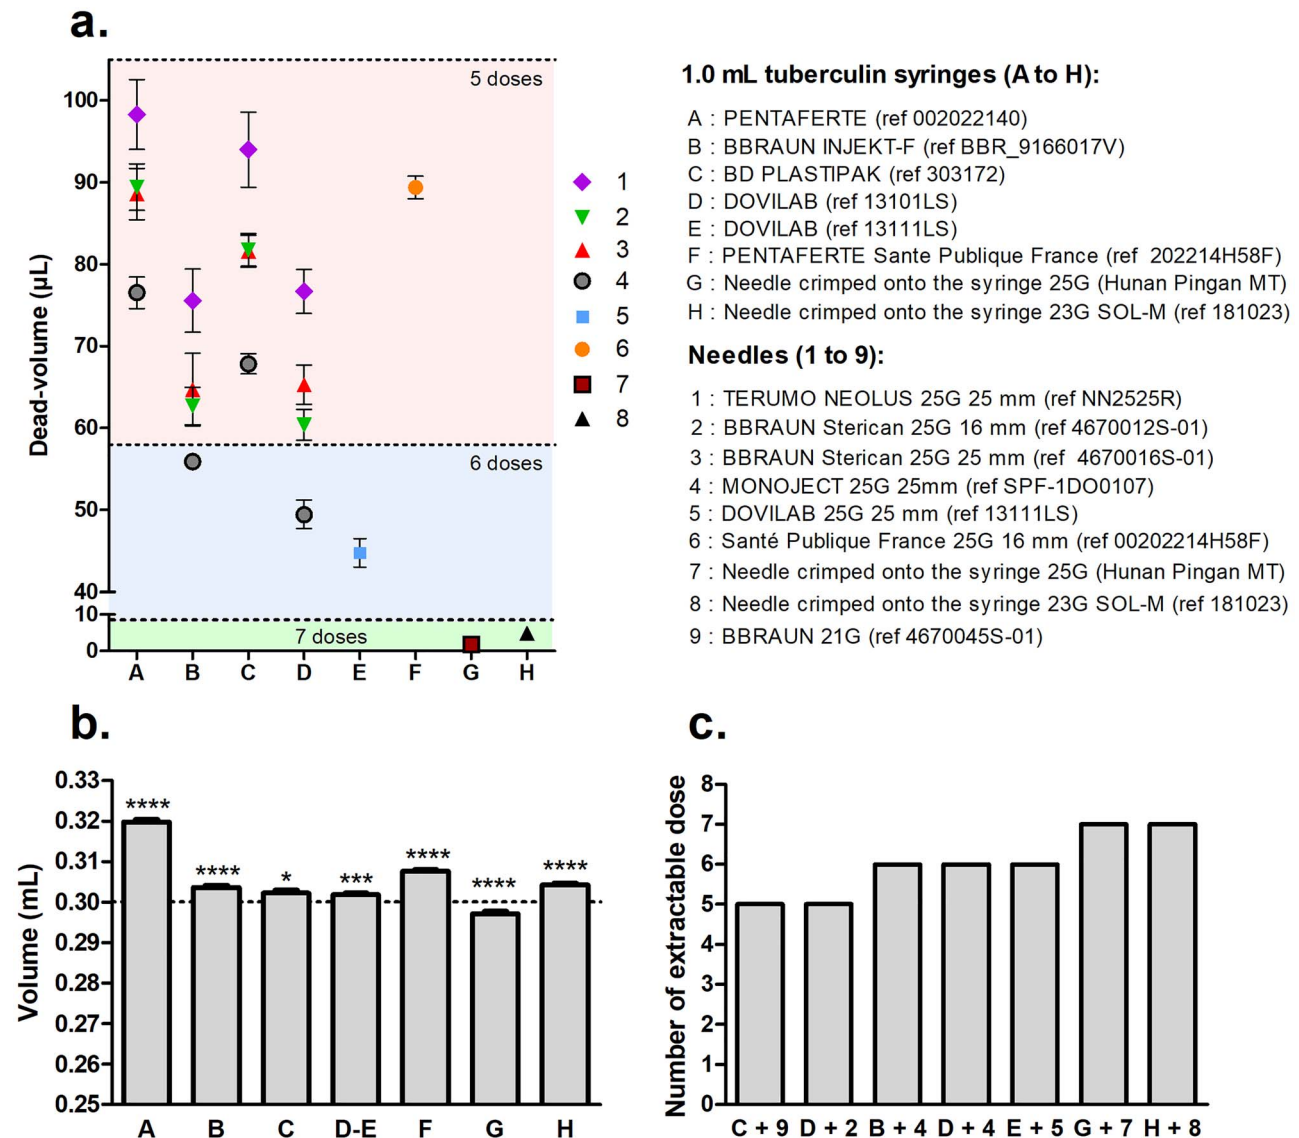 a.
100
90
80
70
60
50
40
10
0
Dead-volume (µL)
5 doses
6 doses
7 doses
A B C D E F G H
1
2
3
4
5
6
7
8
1.0 mL tuberculin syringes (A to H):
A : PENTAFERTE (ref 002022140)
B : BBRAUN INJEKT-F (ref BBR_9166017V)
C : BD PLASTIPAK (ref 303172)
D : DOVILAB (ref 13101LS)
E : DOVILAB (ref 13111LS)
F : PENTAFERTE Sante Publique France (ref 202214H58F)
G : Needle crimped onto the syringe 25G (Hunan Pingan MT)
H : Needle crimped onto the syringe 23G SOL-M (ref 181023)
Needles (1 to 9):
1 : TERUMO NEOLUS 25G 25 mm (ref NN2525R)
2 : BBRAUN Sterican 25G 16 mm (ref 4670012S-01)
3 : BBRAUN Sterican 25G 25 mm (ref 4670016S-01)
4 : MONOJECT 25G 25mm (ref SPF-1DO0107)
5 : DOVILAB 25G 25 mm (ref 13111LS)
6 : Santé Publique France 25G 16 mm (ref 00202214H58F)
7 : Needle crimped onto the syringe 25G (Hunan Pingan MT)
8 : Needle crimped onto the syringe 23G SOL-M (ref 181023)
9 : BBRAUN 21G (ref 4670045S-01)
b.
0.33
0.32
0.31
0.30
0.29
0.28
0.27
0.26
0.25
Volume (mL)
**** **** * *** **** **** ****
A B C D-E F G H
c.
8
7
6
5
4
3
2
1
0
Number of extractable dose
C + 9 D + 2 B + 4 D + 4 E + 5 G + 7 H + 8